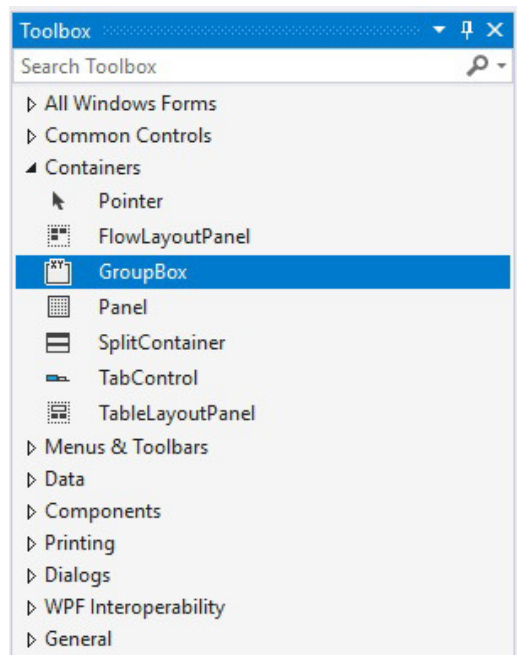 Toolbox
Search Toolbox
All Windows Forms
Common Controls
Containers
Pointer
FlowLayoutPanel
GroupBox
Panel
SplitContainer
TabControl
TableLayoutPanel
Menus & Toolbars
Data
Components
Printing
Dialogs
WPF Interoperability
General